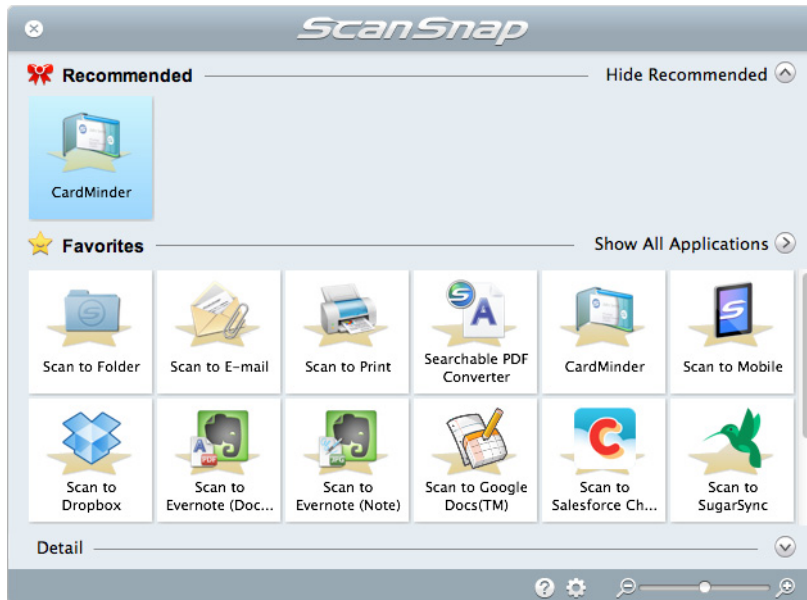 ScanSnap
Recommended
Hide Recommended
CardMinder
Favorites
Show All Applications
Scan to Folder
Scan to E-mail
Scan to Print
Searchable PDF
Converter
CardMinder
Scan to Mobile
Scan to
Dropbox
Scan to
Evernote (Doc...
Scan to
Evernote (Note)
Scan to Google
Docs(TM)
Scan to
Salesforce Ch...
Scan to
SugarSync
Detail